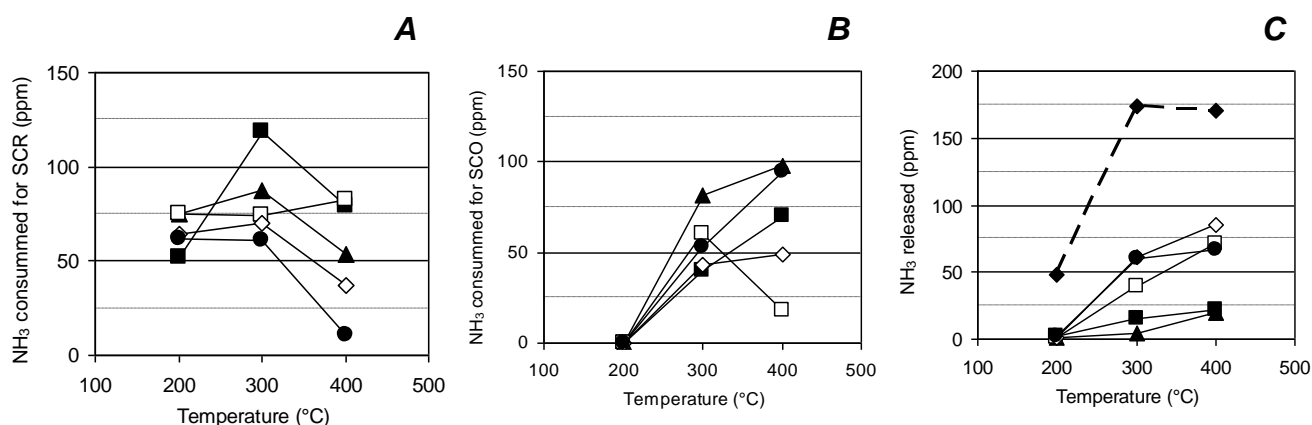 A
NH₃ consummed for SCR (ppm)
150
100
50
0
100 200 300 400 500
Temperature (°C)
B
NH₃ consummed for SCO (ppm)
150
100
50
0
100 200 300 400 500
Temperature (°C)
C
NH₃ released (ppm)
200
150
100
50
0
100 200 300 400 500
Temperature (°C)